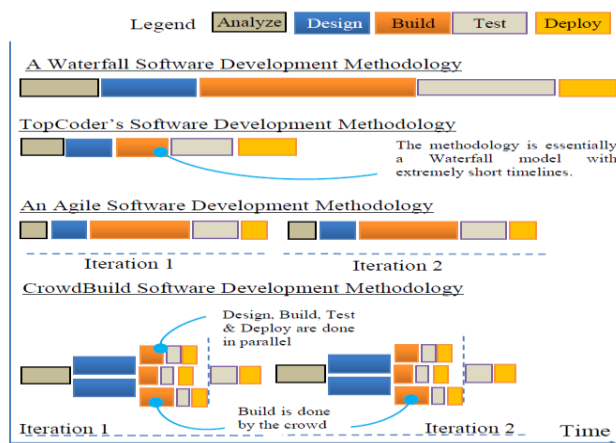 Legend Analyze Design Build Test Deploy
A Waterfall Software Development Methodology
TopCoder's Software Development Methodology
The methodology is essentially
a Waterfall model with
extremely short timelines.
An Agile Software Development Methodology
Iteration 1 Iteration 2
CrowdBuild Software Development Methodology
Design, Build, Test
& Deploy are done
in parallel
Build is done
by the crowd
Iteration 1 Iteration 2 Time